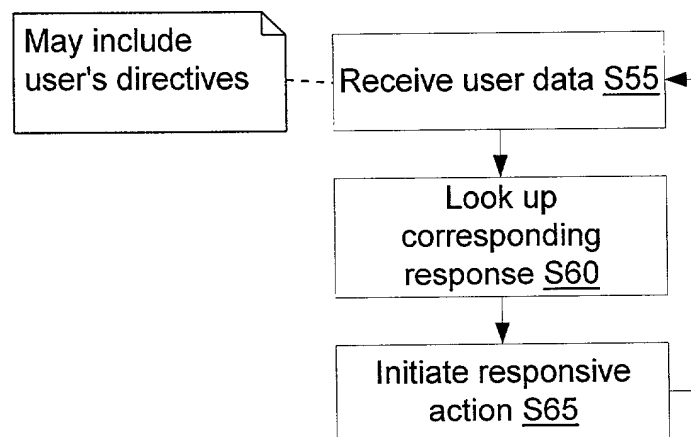 May include
user's directives
Receive user data S55
Look up
corresponding
response S60
Initiate responsive
action S65